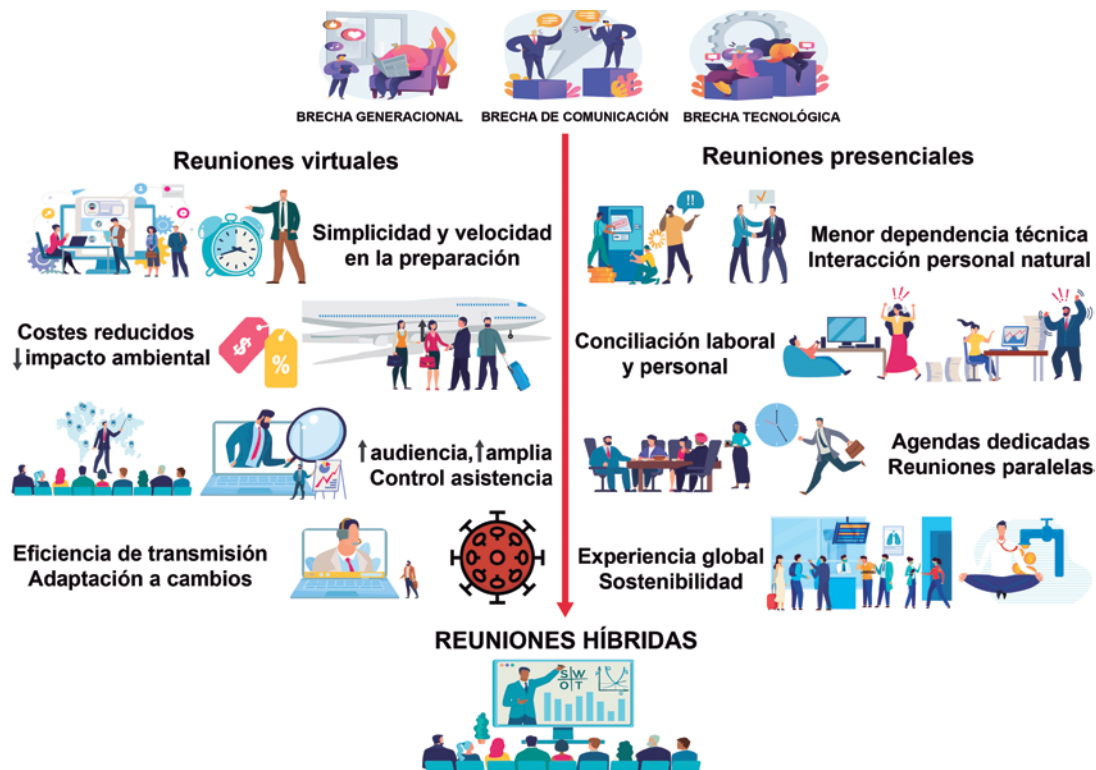 BRECHA GENERACIONAL
BRECHA DE COMUNICACIÓN
BRECHA TECNOLÓGICA
Reuniones virtuales
Simplicidad y velocidad
en la preparación
Costes reducidos
↓ impacto ambiental
$
%
↑audiencia,↑amplia
Control asistencia
Eficiencia de transmisión
Adaptación a cambios
Reuniones presenciales
!!
Menor dependencia técnica
Interacción personal natural
Conciliación laboral
y personal
!!!
!!
Agendas dedicadas
Reuniones paralelas
Experiencia global
Sostenibilidad
REUNIONES HÍBRIDAS
S W
O T